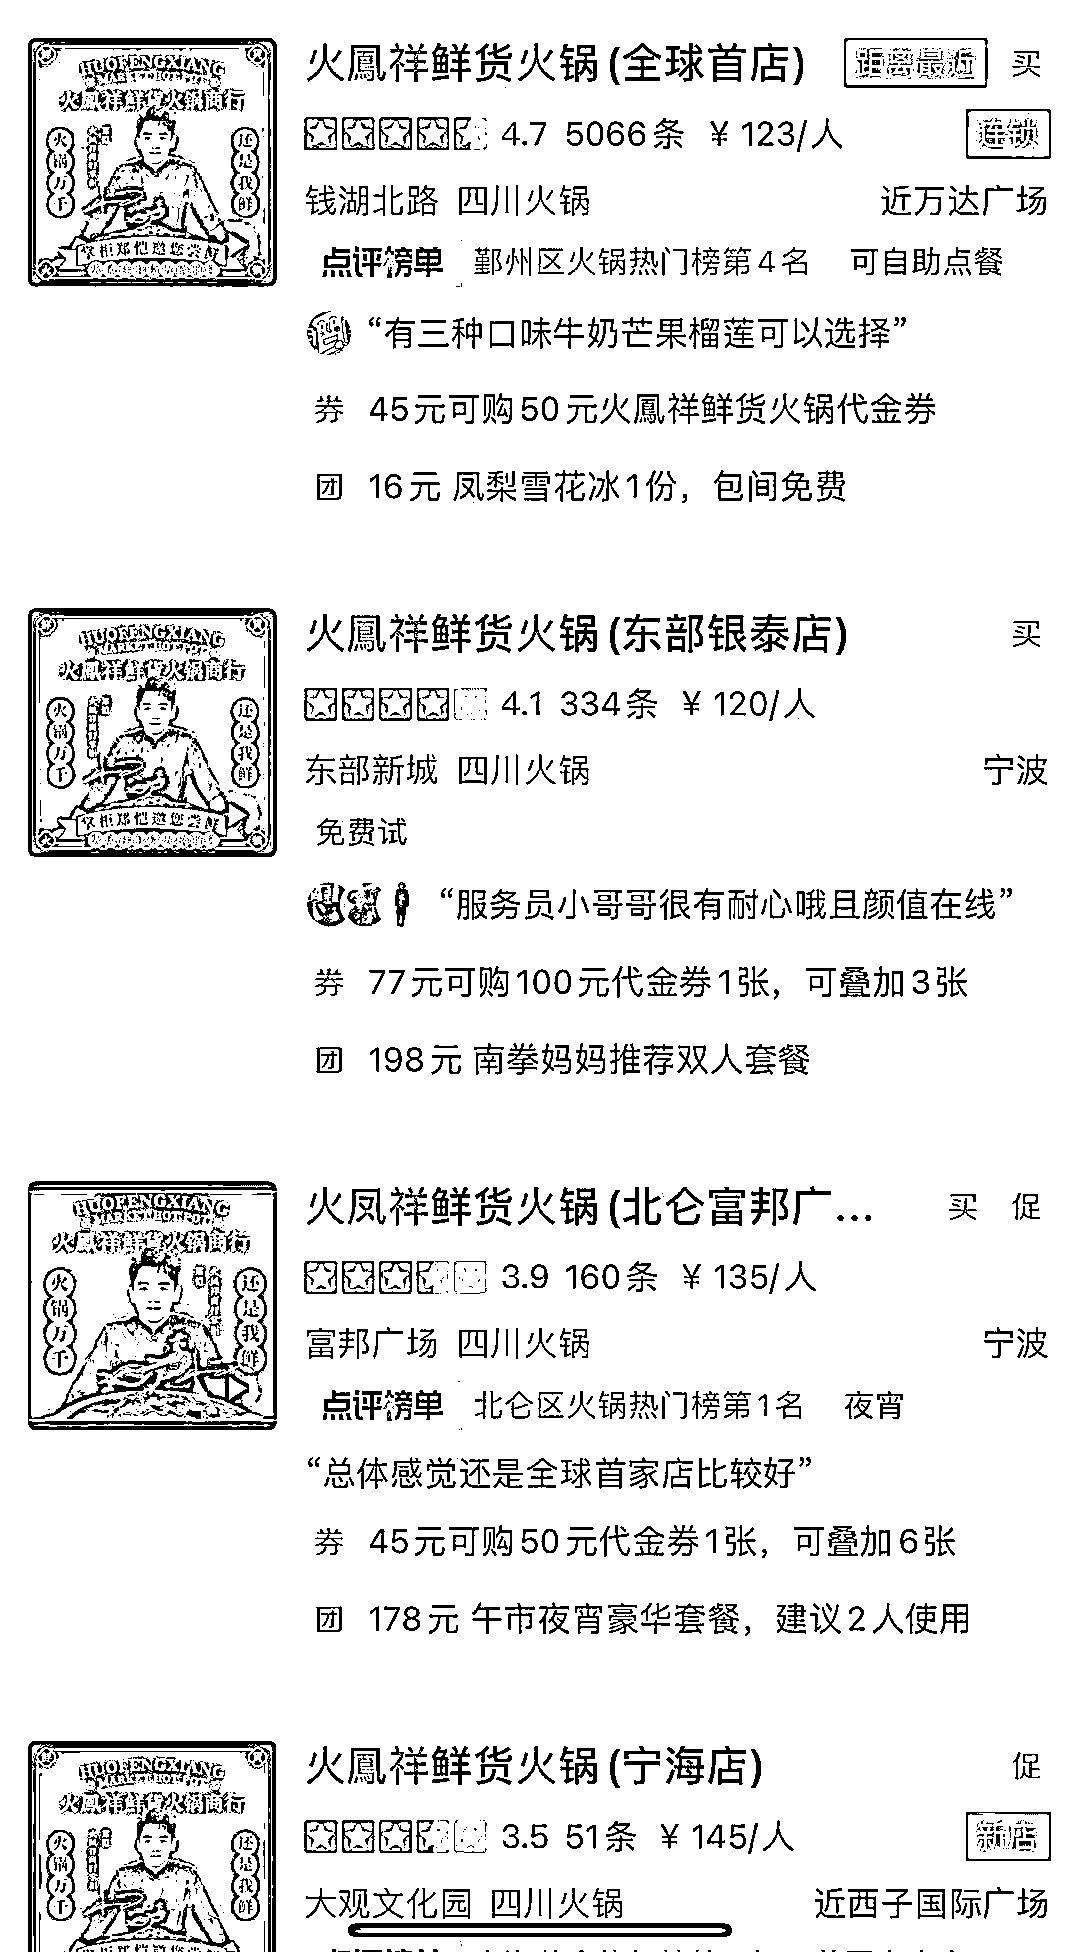 HUOFENGXIANG
火鳳祥鲜货火锅商行
火锅万千
还是我鲜
掌柜郑恺邀您尝鲜
火鳳祥鲜货火锅(全球首店) 距离最近 买
4.7 5066条 ￥123/人 连锁
钱湖北路 四川火锅 近万达广场
点评榜单 鄞州区火锅热门榜第4名 可自助点餐
“有三种口味牛奶芒果榴莲可以选择”
券 45元可购50元火鳳祥鲜货火锅代金券
团 16元 凤梨雪花冰1份，包间免费
HUOFENGXIANG
火鳳祥鲜货火锅商行
火锅万千
还是我鲜
掌柜郑恺邀您尝鲜
火鳳祥鲜货火锅(东部银泰店) 买
4.1 334条 ￥120/人
东部新城 四川火锅 宁波
免费试
“服务员小哥哥很有耐心哦且颜值在线”
券 77元可购100元代金券1张，可叠加3张
团 198元 南拳妈妈推荐双人套餐
HUOFENGXIANG
火鳳祥鲜货火锅商行
火锅万千
还是我鲜
火凤祥鲜货火锅(北仑富邦广... 买 促
3.9 160条 ￥135/人
富邦广场 四川火锅 宁波
点评榜单 北仑区火锅热门榜第1名 夜宵
“总体感觉还是全球首家店比较好”
券 45元可购50元代金券1张，可叠加6张
团 178元 午市夜宵豪华套餐，建议2人使用
HUOFENGXIANG
火鳳祥鲜货火锅商行
火锅万千
还是我鲜
火鳳祥鲜货火锅(宁海店) 促
3.5 51条 ￥145/人 新店
大观文化园 四川火锅 近西子国际广场